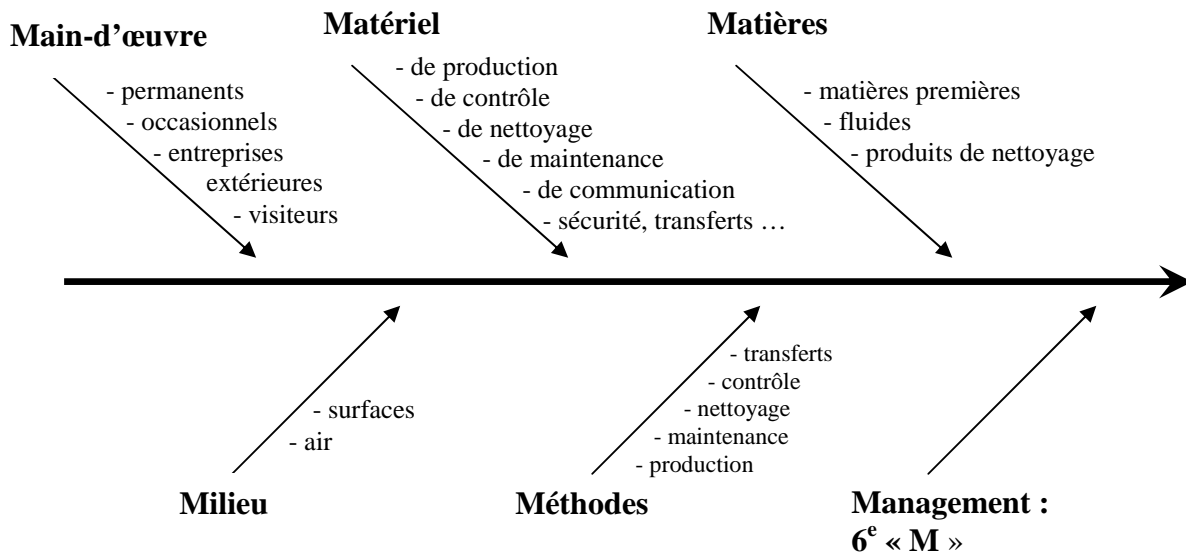 Main-d'œuvre
- permanents
- occasionnels
- entreprises
extérieures
- visiteurs
Matériel
- de production
- de contrôle
- de nettoyage
- de maintenance
- de communication
- sécurité, transferts …
Matières
- matières premières
- fluides
- produits de nettoyage
- surfaces
- air
Milieu
- transferts
- contrôle
- nettoyage
- maintenance
- production
Méthodes
Management :
6e « M »